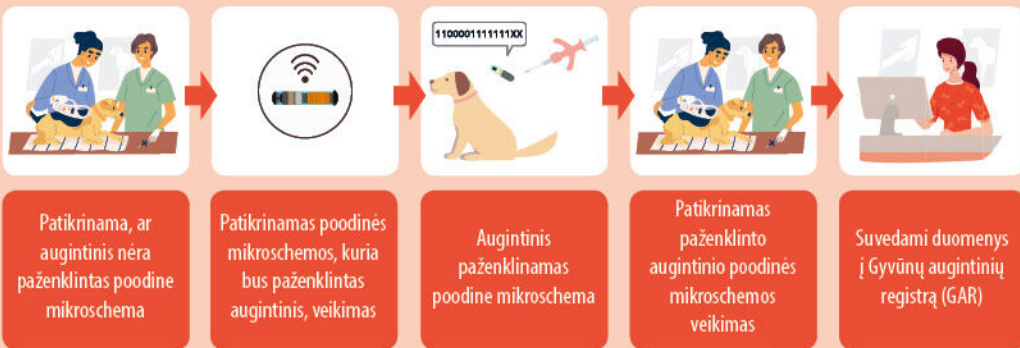 1100001111111XX
Patikrinama, ar
augintinis nėra
paženklintas poodine
mikroschema
Patikrinamas poodinės
mikroschemos, kuria
bus paženklintas
augintinis, veikimas
Augintinis
paženklinamas
poodine mikroschema
Patikrinamas
paženklinto
augintinio poodinės
mikroschemos
veikimas
Suvedami duomenys
į Gyvūnų augintinių
registrą (GAR)